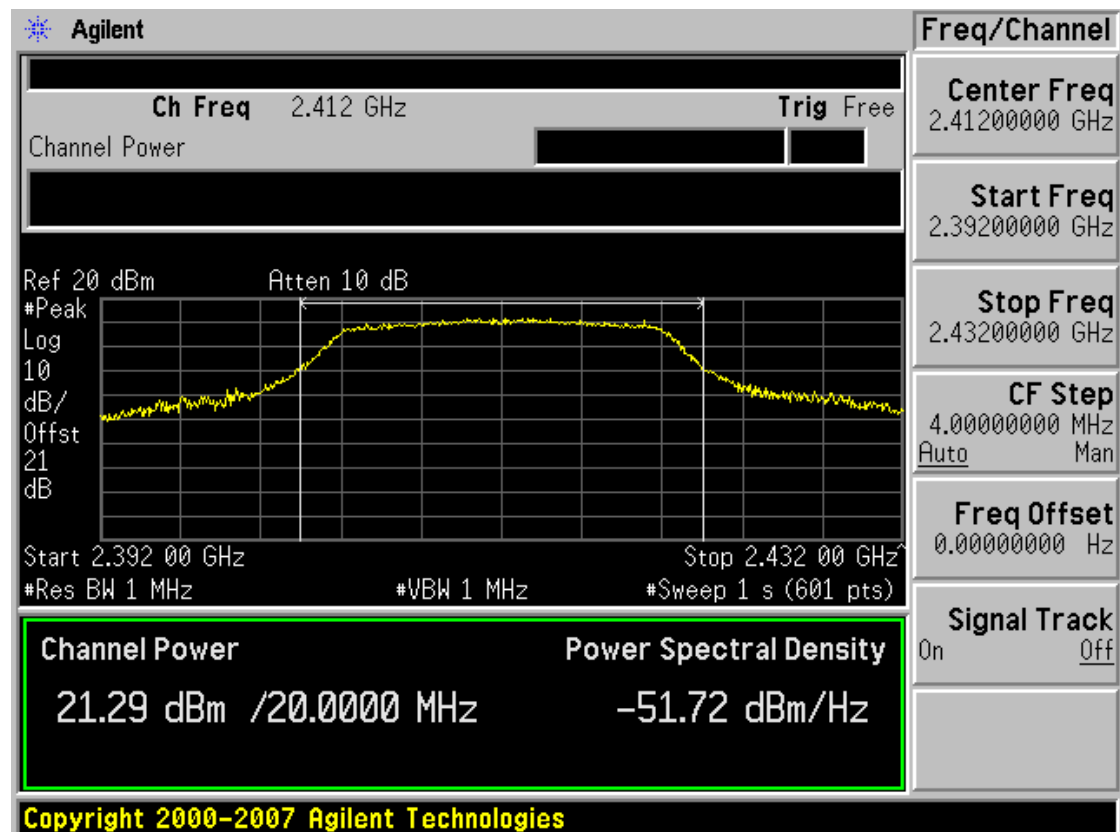 Agilent
Freq/Channel
Ch Freq 2.412 GHz Trig Free
Channel Power
Ref 20 dBm Atten 10 dB
#Peak
Log
10
dB/
Offst
21
dB
Start 2.392 00 GHz Stop 2.432 00 GHz^
#Res BW 1 MHz #VBW 1 MHz #Sweep 1 s (601 pts)
Channel Power Power Spectral Density
21.29 dBm /20.0000 MHz -51.72 dBm/Hz
Center Freq
2.41200000 GHz
Start Freq
2.39200000 GHz
Stop Freq
2.43200000 GHz
CF Step
4.00000000 MHz
Auto Man
Freq Offset
0.00000000 Hz
Signal Track
On Off
Copyright 2000-2007 Agilent Technologies